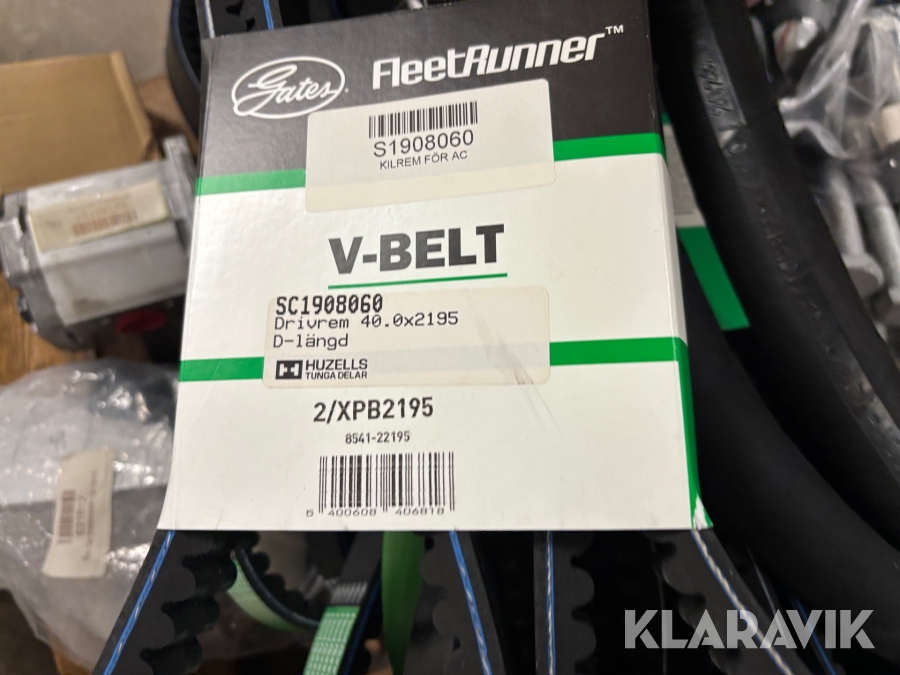 Gates
FleetRunner™
S1908060
KILREM FÖR AC
V-BELT
SC1908060
Drivrem 40.0x2195
D-längd
HUZELLS
TUNGA DELAR
2/XPB2195
8541-22195
5 400608 406818
KLARAVIK